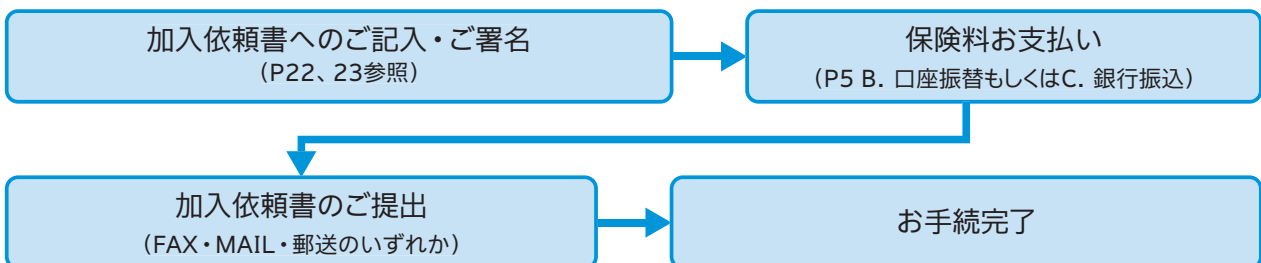 加入依頼書へのご記入・ご署名
（P22、23参照）
保険料お支払い
（P5 B．口座振替もしくはC．銀行振込）
加入依頼書のご提出
（FAX・MAIL・郵送のいずれか）
お手続完了